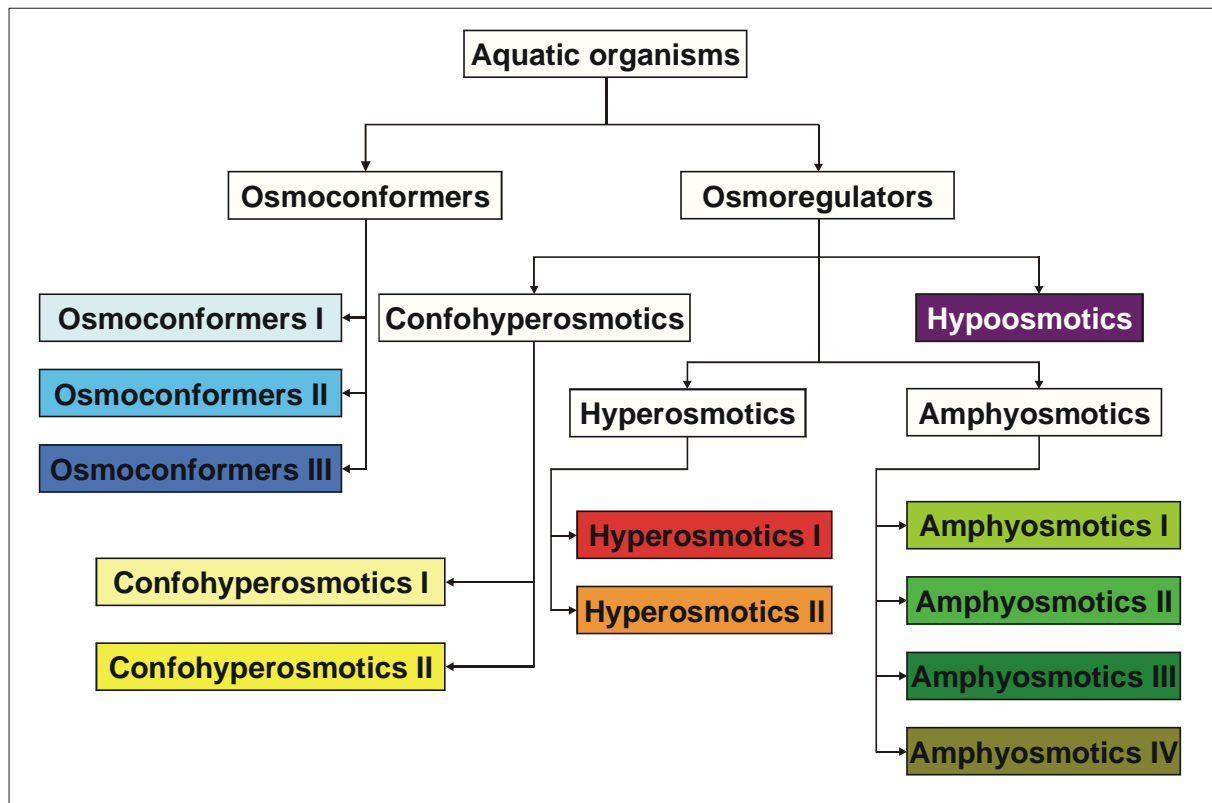 Aquatic organisms
Osmoconformers
Osmoregulators
Osmoconformers I
Confohyperosmotics
Hypoosmotics
Osmoconformers II
Hyperosmotics
Amphyosmotics
Osmoconformers III
Hyperosmotics I
Amphyosmotics I
Confohyperosmotics I
Hyperosmotics II
Amphyosmotics II
Confohyperosmotics II
Amphyosmotics III
Amphyosmotics IV